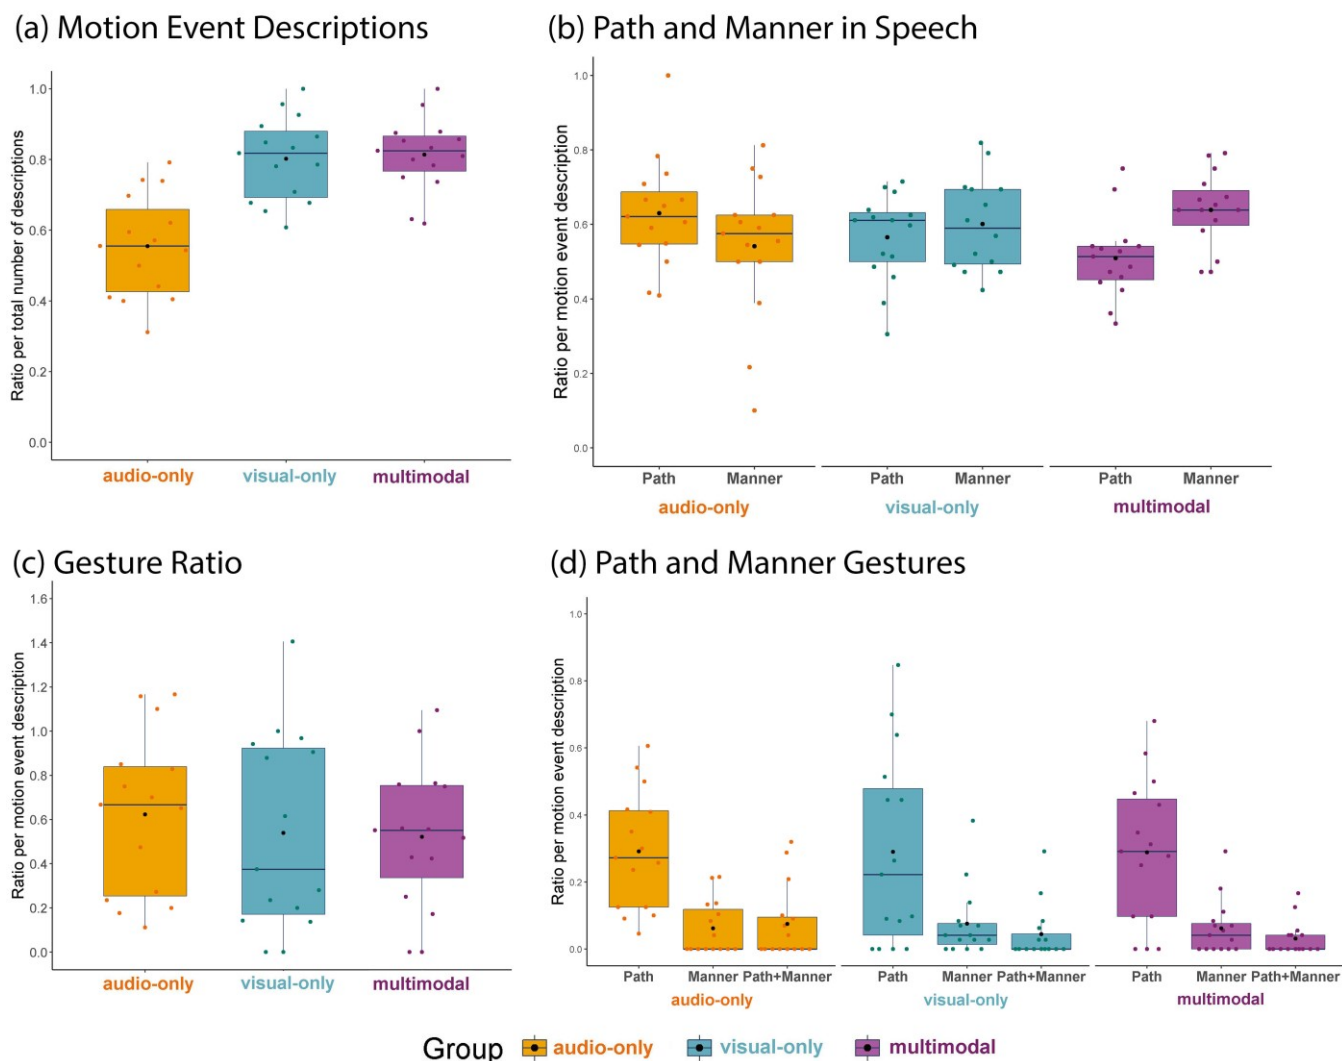 (a) Motion Event Descriptions
Ratio per total number of descriptions
1.0
0.8
0.6
0.4
0.2
0.0
audio-only visual-only multimodal
(b) Path and Manner in Speech
Ratio per motion event description
1.0
0.8
0.6
0.4
0.2
0.0
Path Manner Path Manner Path Manner
audio-only visual-only multimodal
(c) Gesture Ratio
Ratio per motion event description
1.6
1.4
1.2
1.0
0.8
0.6
0.4
0.2
0.0
audio-only visual-only multimodal
(d) Path and Manner Gestures
Ratio per motion event description
1.0
0.8
0.6
0.4
0.2
0.0
Path Manner Path+Manner Path Manner Path+Manner Path Manner Path+Manner
audio-only visual-only multimodal
Group audio-only visual-only multimodal